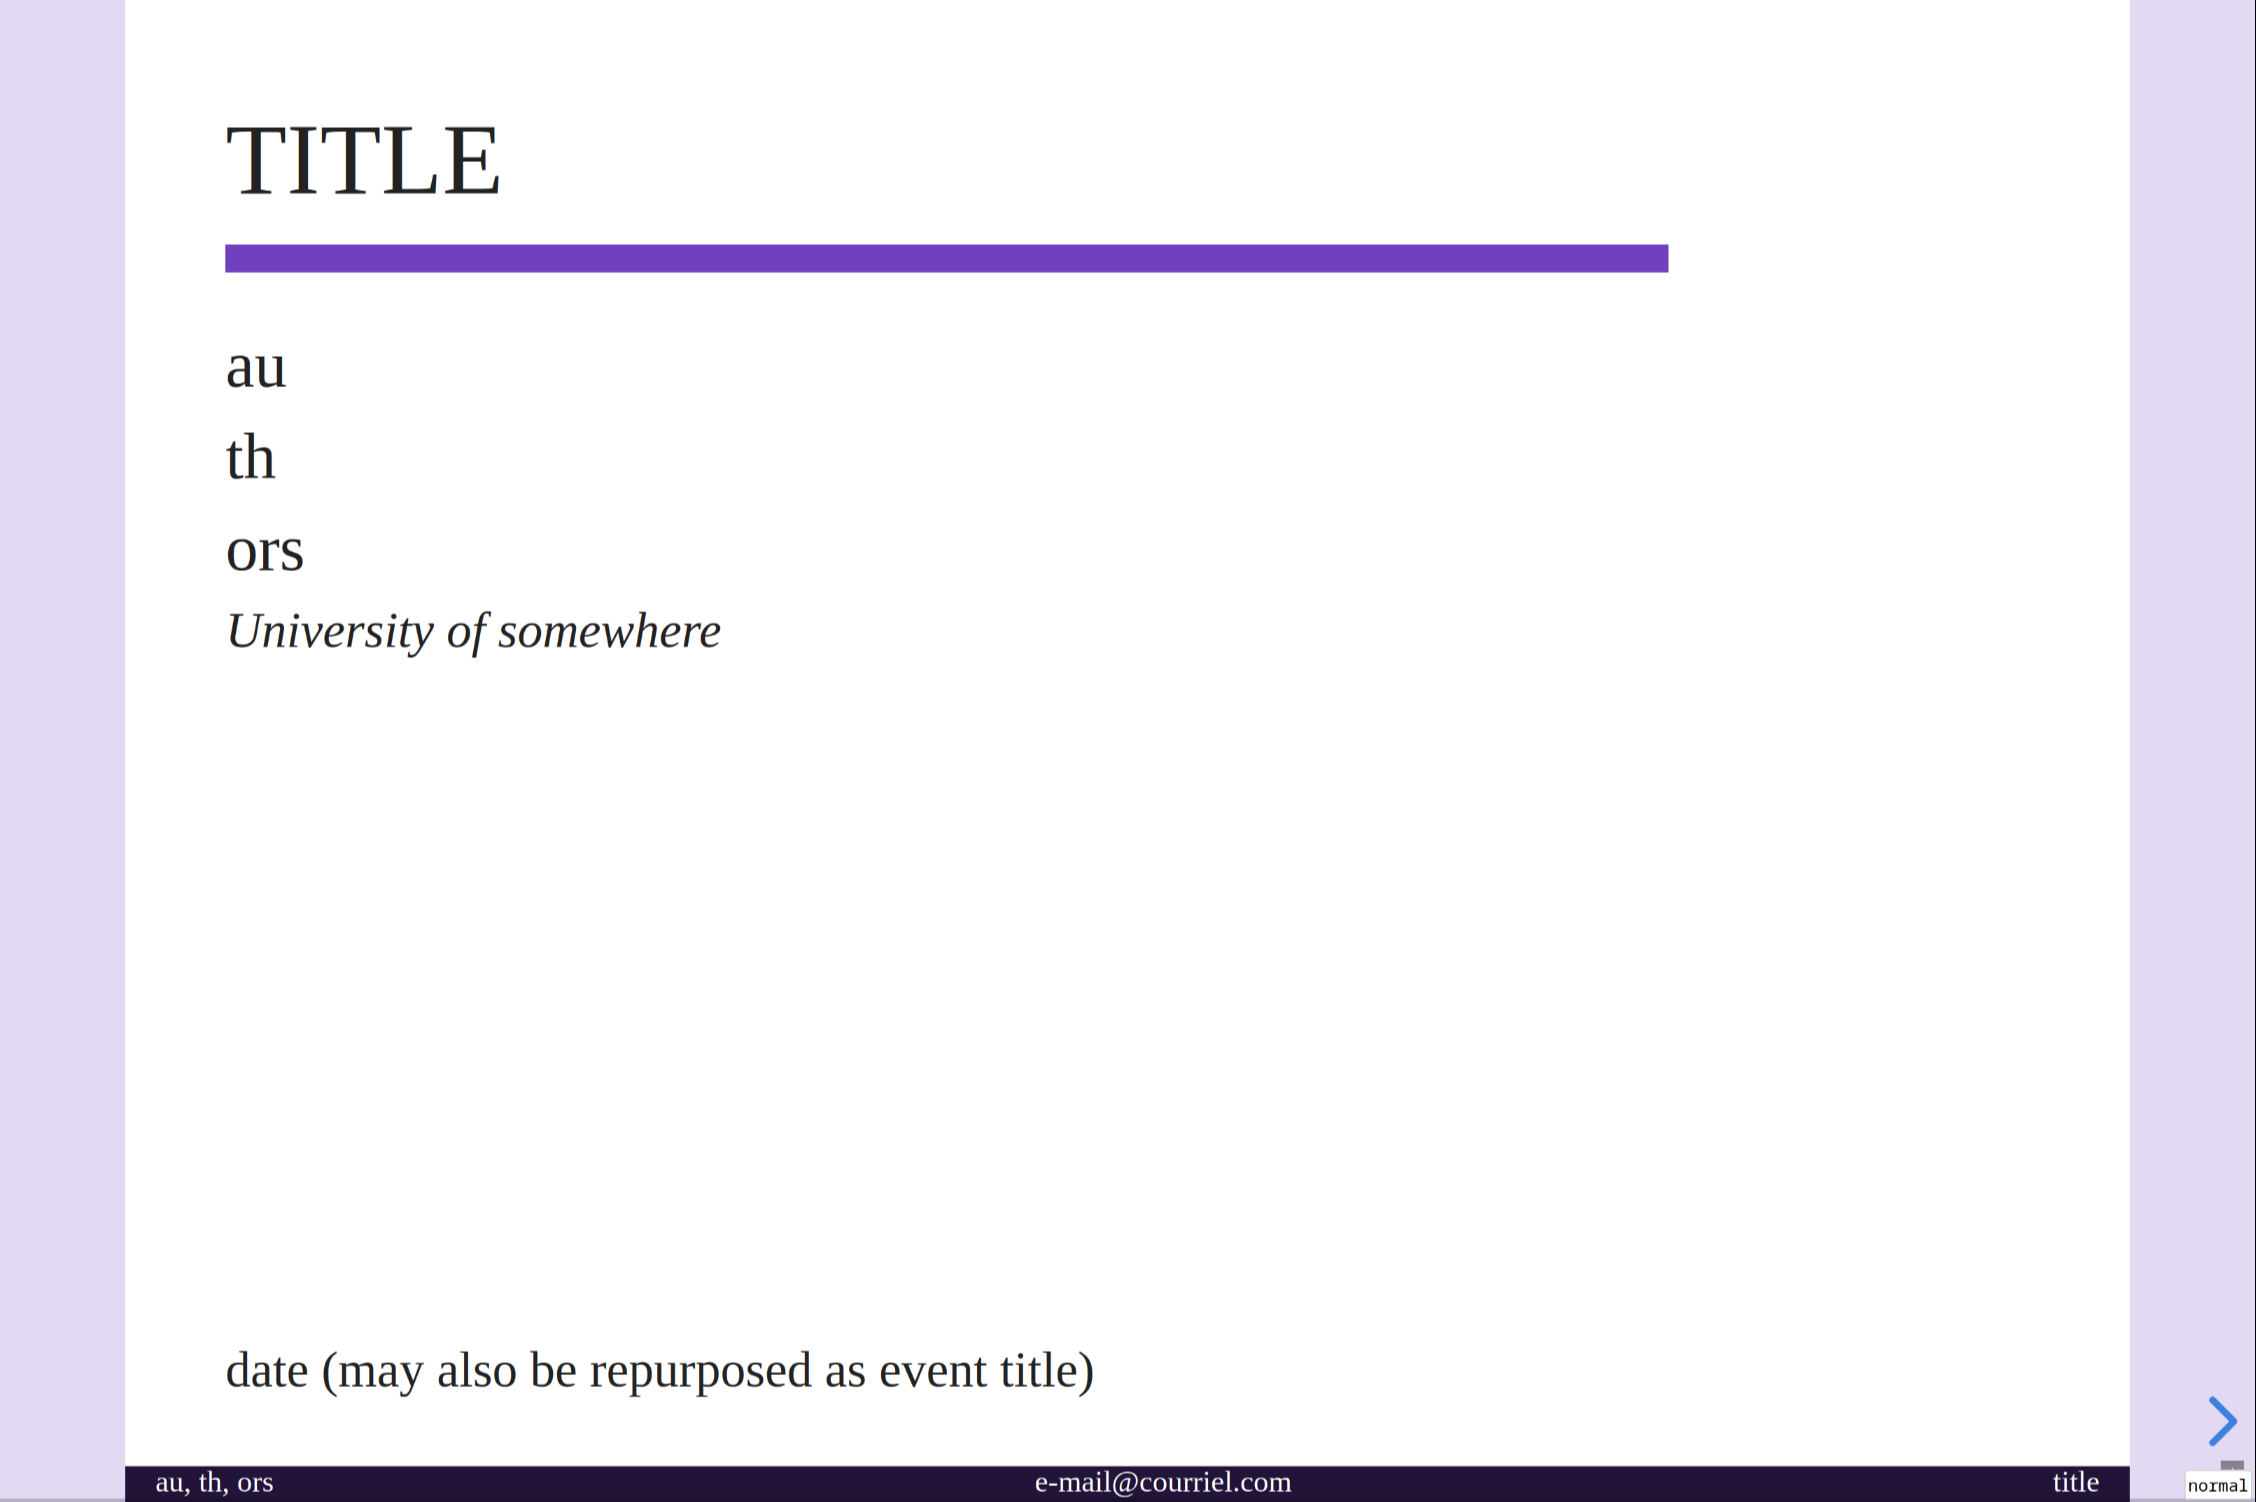 TITLE
au
th
ors
University of somewhere
date (may also be repurposed as event title)
au, th, ors e-mail@courriel.com title
normal